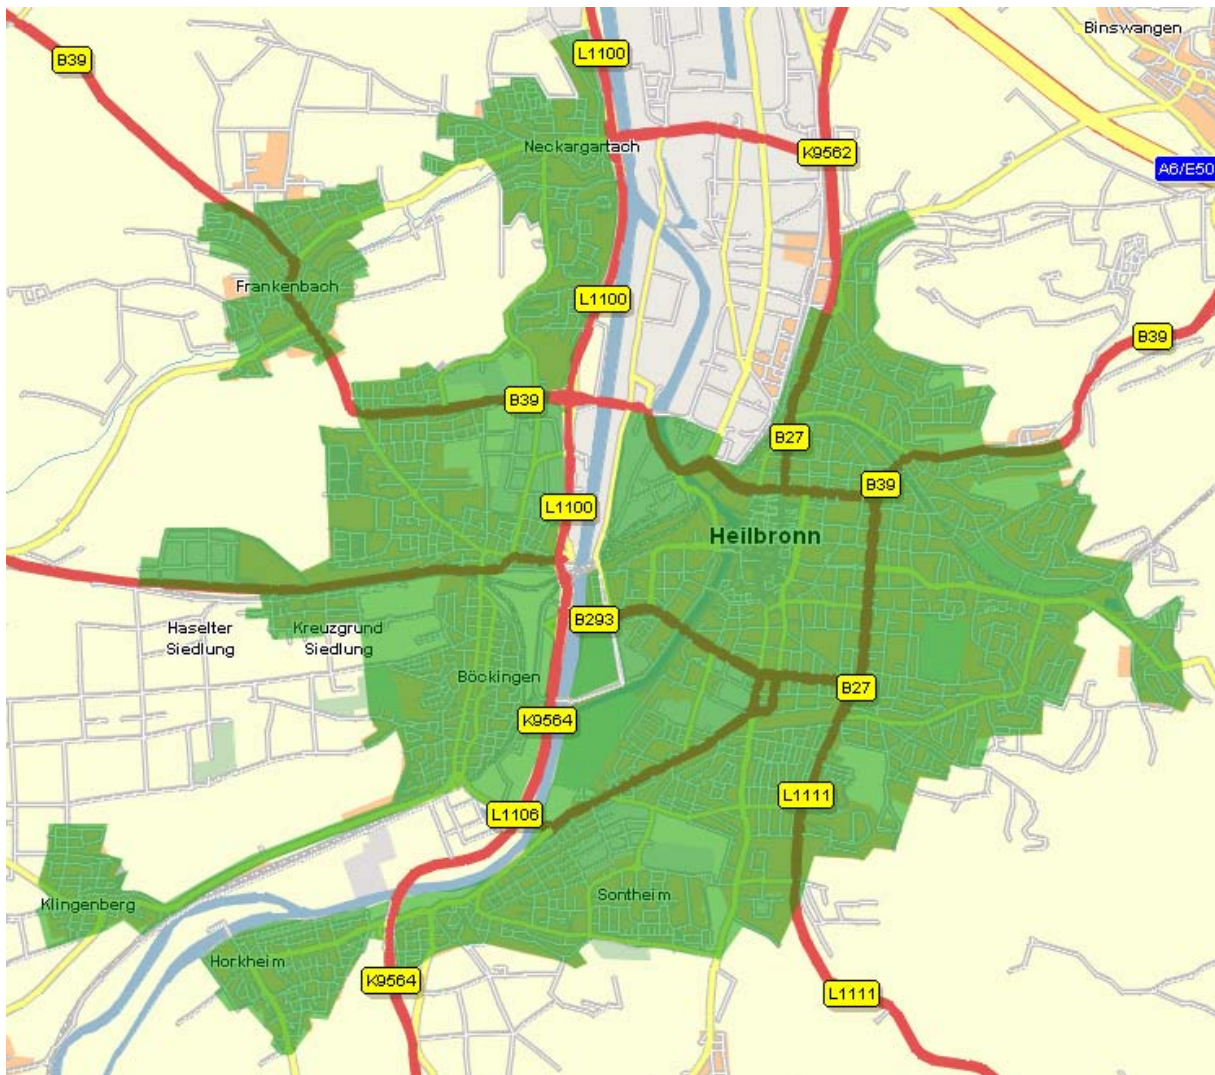 Binswangen
L1100
B39
Neckargartach
K9562
A6/E50
Frankenbach
L1100
B39
B39
B27
B39
L1100
Heilbronn
B293
Haselter
Siedlung
Kreuzgrund
Siedlung
Böckingen
B27
K9564
L1111
L1106
Sontheim
Klingenberg
Horkheim
K9564
L1111